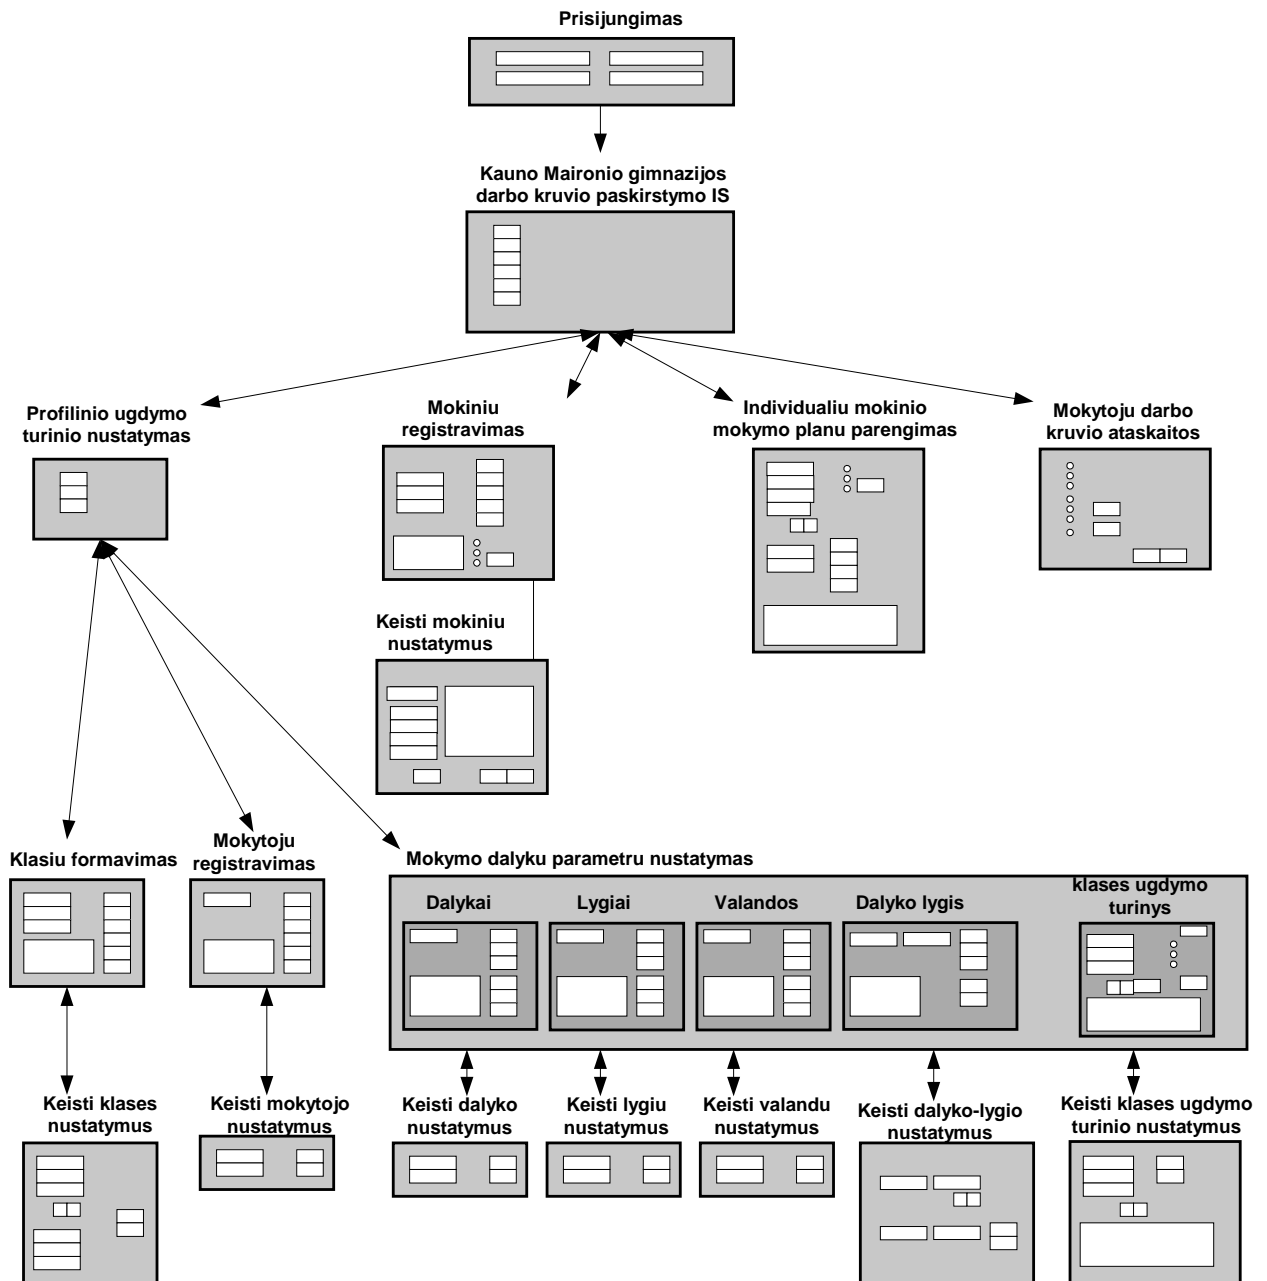 Prisijungimas
Kauno Maironio gimnazijos
darbo kruvio paskirstymo IS
Profilinio ugdymo
turinio nustatymas
Mokiniu
registravimas
Individualiu mokinio
mokymo planu parengimas
Mokytoju darbo
kruvio ataskaitos
Keisti mokiniu
nustatymus
Klasiu formavimas
Mokytoju
registravimas
Mokymo dalyku parametru nustatymas
Dalykai
Lygiai
Valandos
Dalyko lygis
klases ugdymo
turinys
Keisti klases
nustatymus
Keisti mokytojo
nustatymus
Keisti dalyko
nustatymus
Keisti lygiu
nustatymus
Keisti valandu
nustatymus
Keisti dalyko-lygio
nustatymus
Keisti klases ugdymo
turinio nustatymus